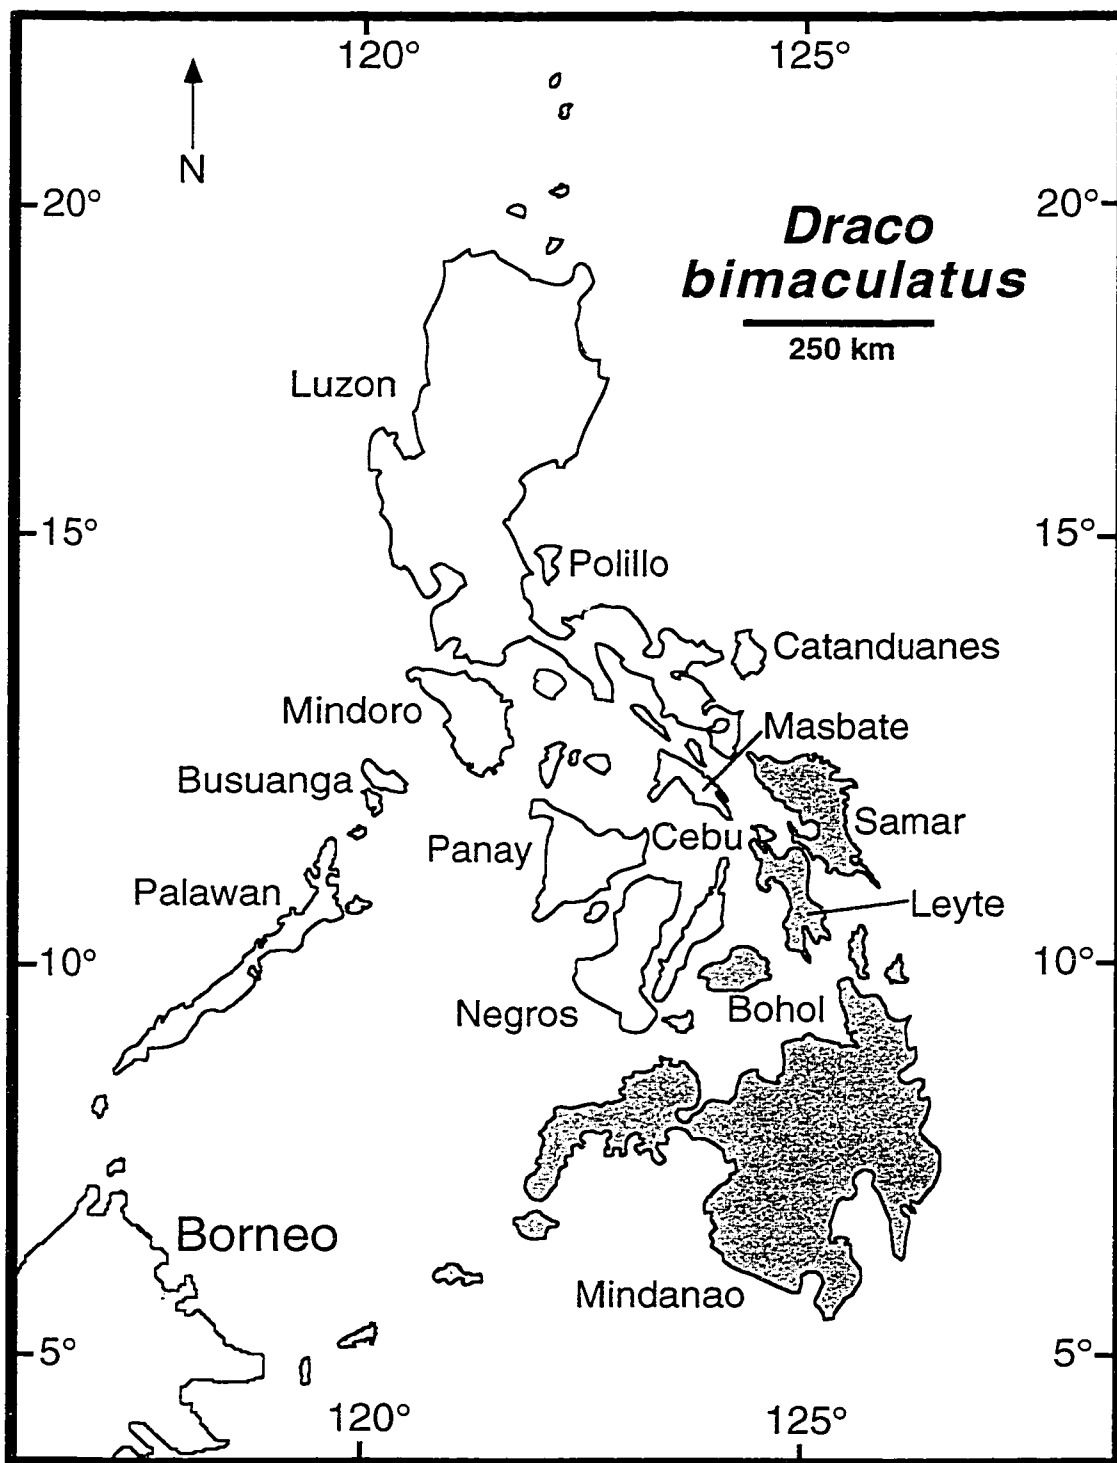 120°
125°
N
20°
20°
Draco
bimaculatus
250 km
Luzon
15°
15°
Polillo
Catanduanes
Mindoro
Masbate
Busuanga
Samar
Panay
Cebu
Palawan
Leyte
10°
10°
Negros
Bohol
Borneo
Mindanao
5°
5°
120°
125°